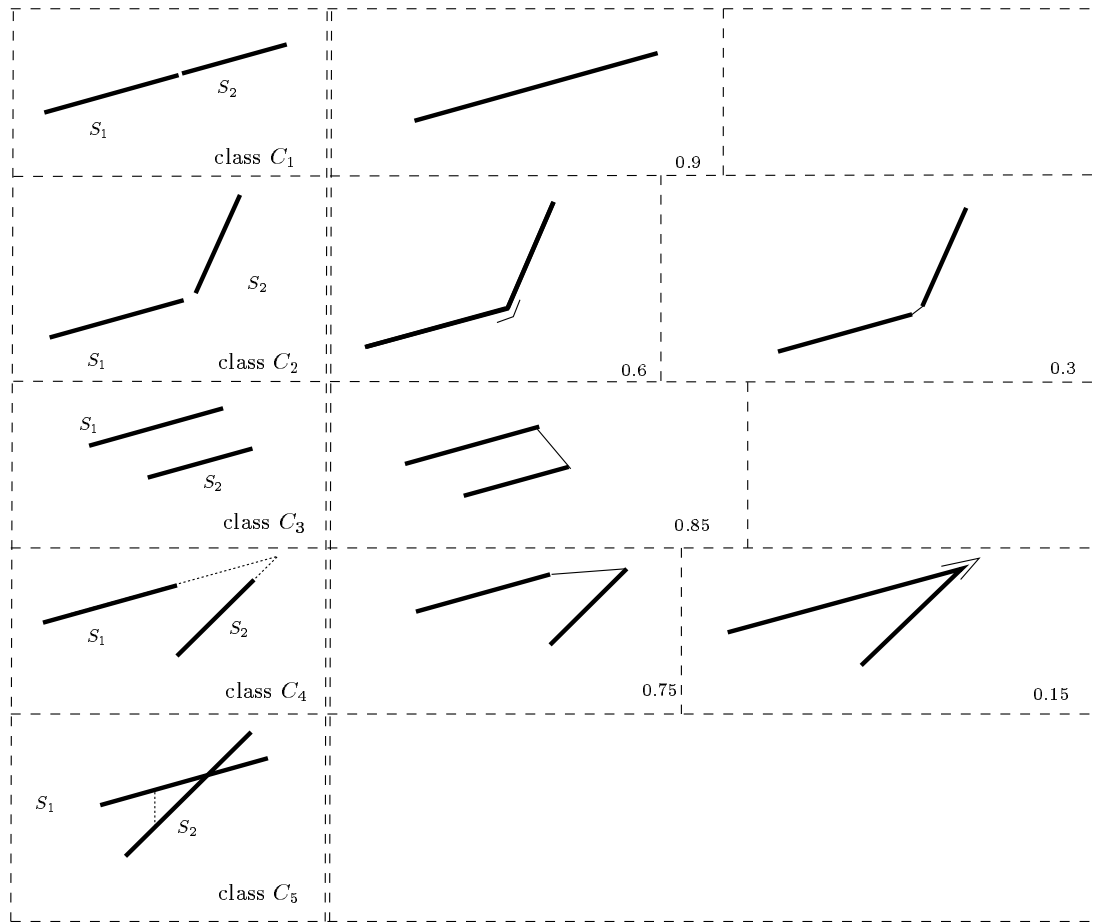 S₂
S₁
class C₁
0.9
S₂
S₁
class C₂
0.6
0.3
S₁
S₂
class C₃
0.85
S₂
S₁
class C₄
0.75
0.15
S₁
S₂
class C₅